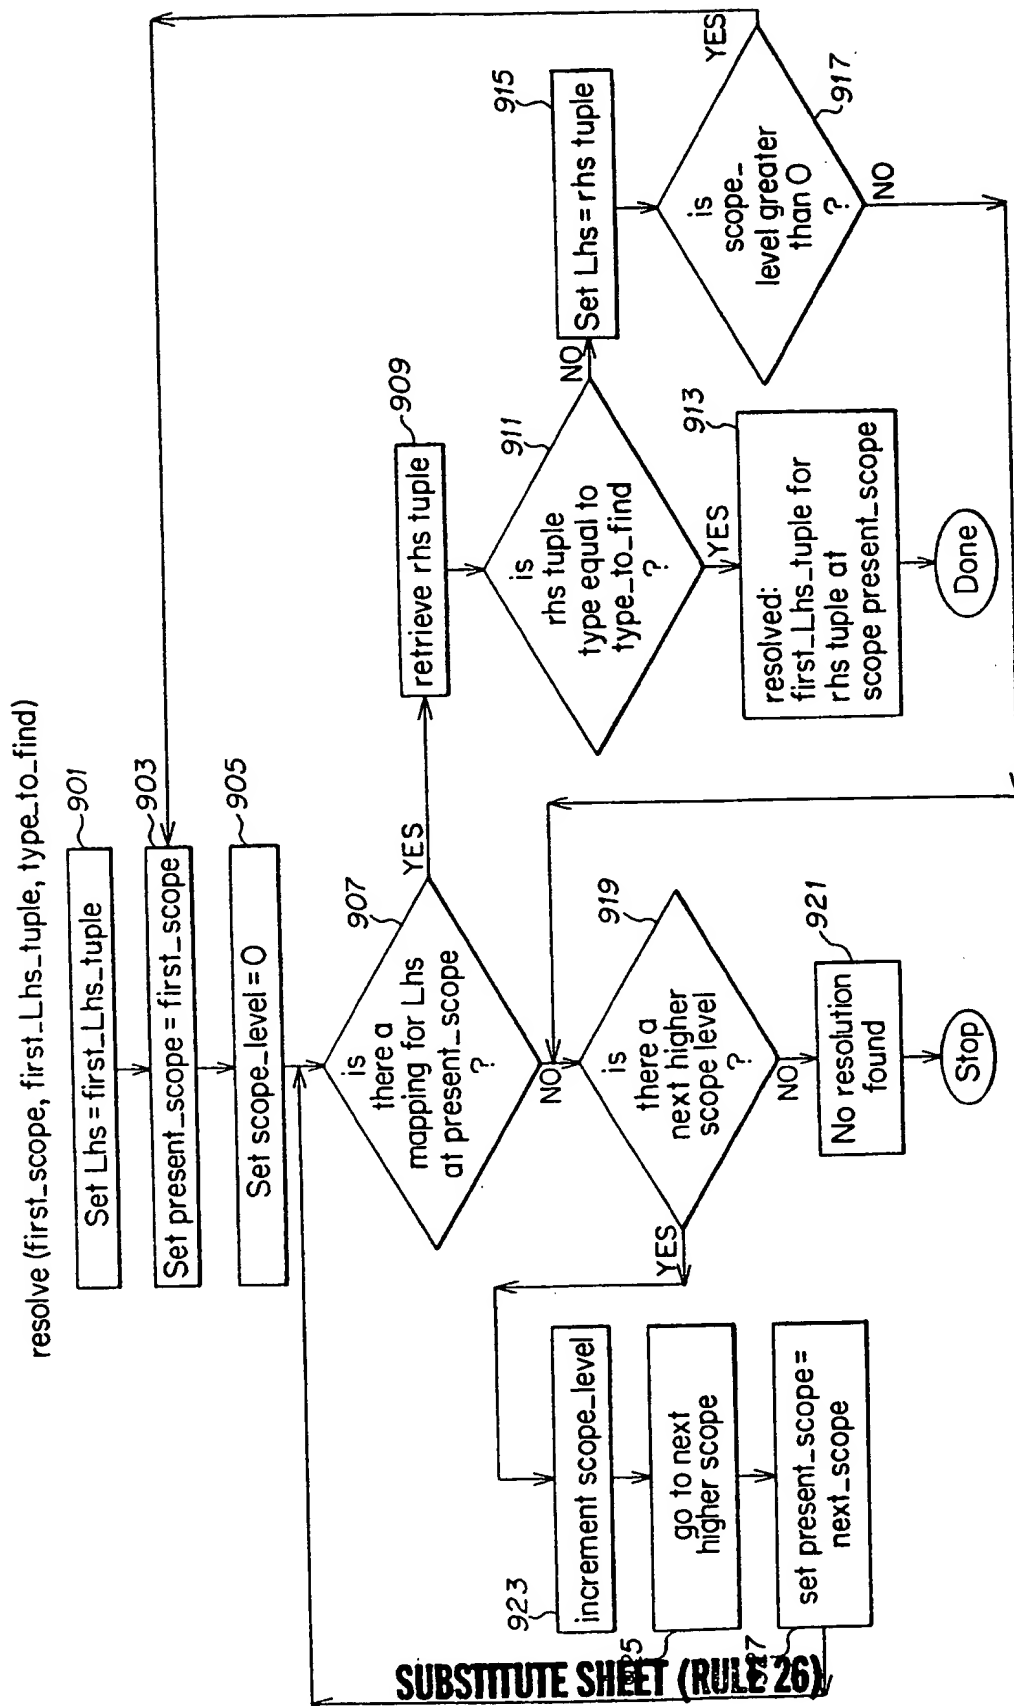 resolve (first_scope, first_Lhs_tuple, type_to_find)
901
Set Lhs = first_Lhs_tuple
903
Set present_scope = first_scope
905
Set scope_level = 0
907
is
there a
mapping for Lhs
at present_scope
?
YES
NO
909
retrieve rhs tuple
911
is
rhs tuple
type equal to
type_to_find
?
NO
YES
913
resolved:
first_Lhs_tuple for
rhs tuple at
scope present_scope
Done
915
Set Lhs = rhs tuple
917
is
scope_
level greater
than 0
?
YES
NO
919
is
there a
next higher
scope level
?
YES
NO
921
No resolution
found
Stop
923
increment scope_level
go to next
higher scope
set present_scope =
next_scope
SUBSTITUTE SHEET (RULE 26)